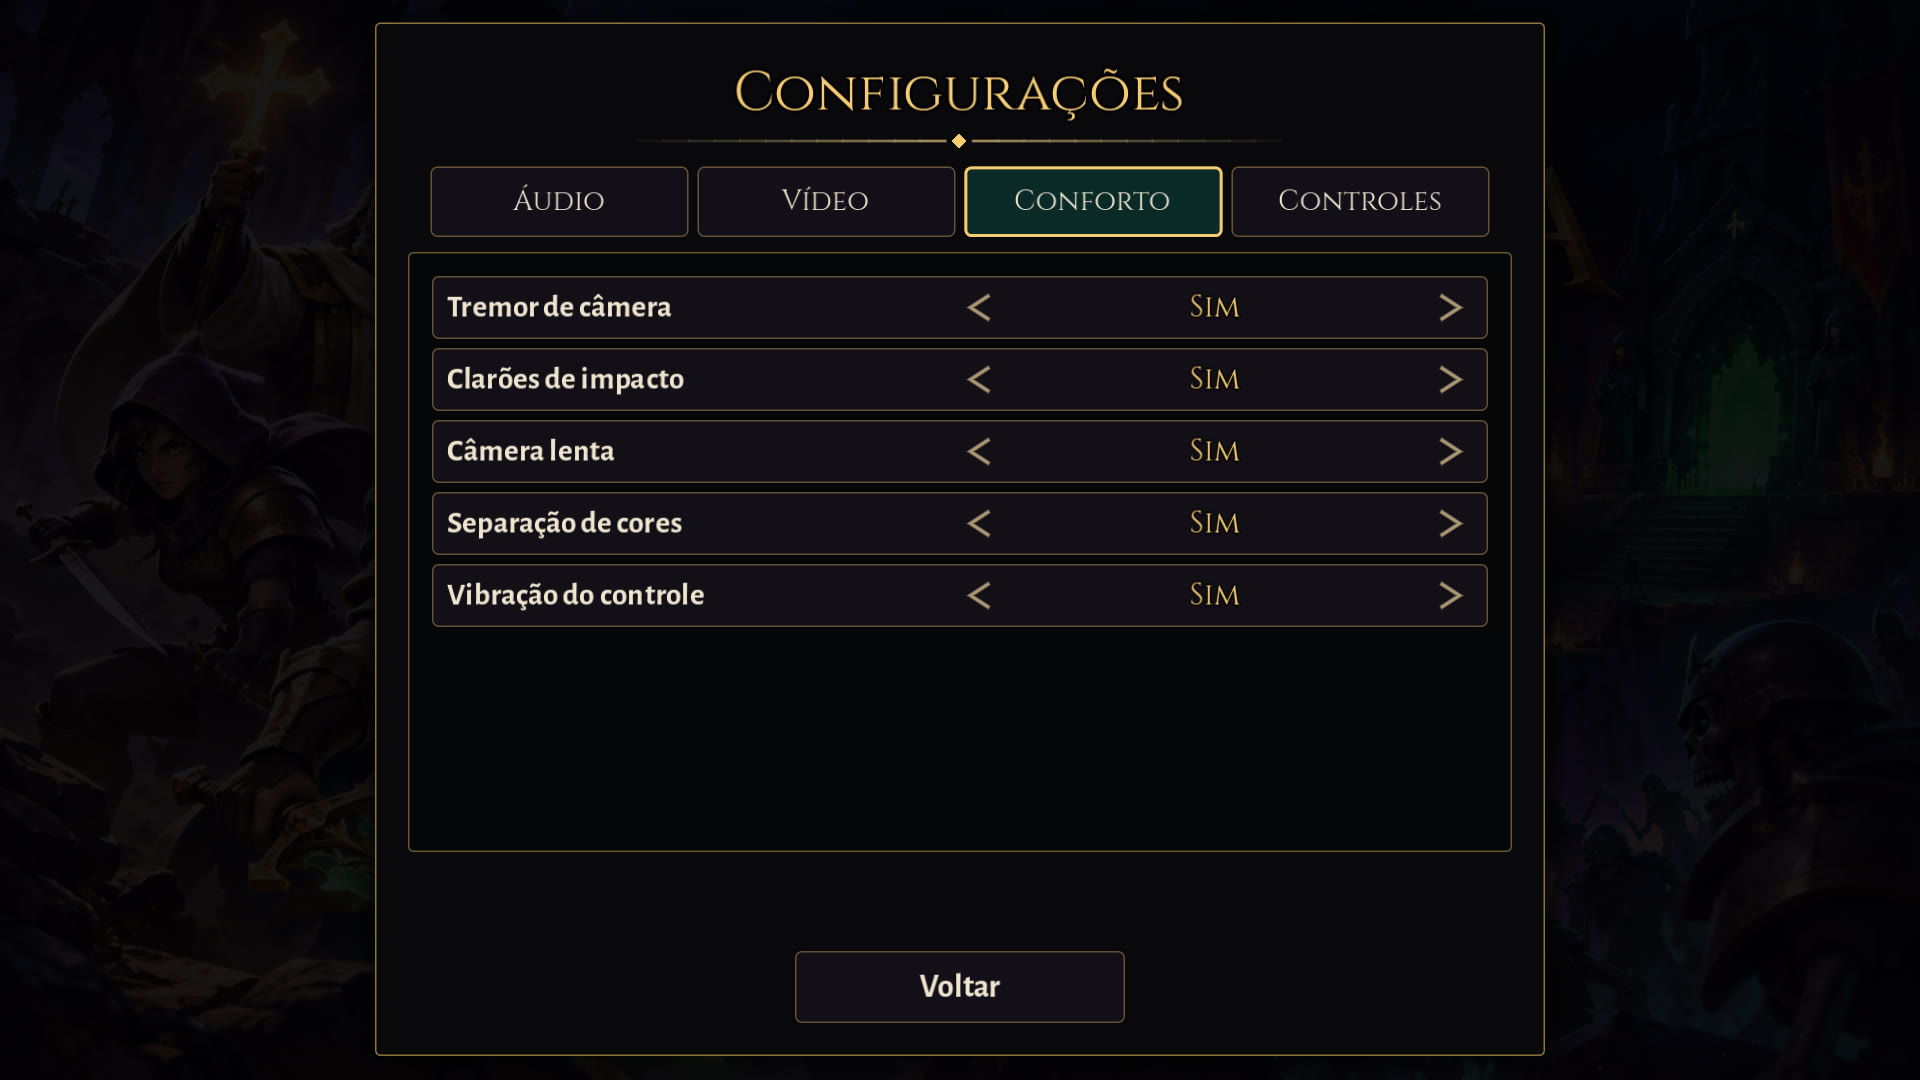 Configurações
Áudio
Vídeo
Conforto
Controles
Tremor de câmera < Sim >
Clarões de impacto < Sim >
Câmera lenta < Sim >
Separação de cores < Sim >
Vibração do controle < Sim >
Voltar